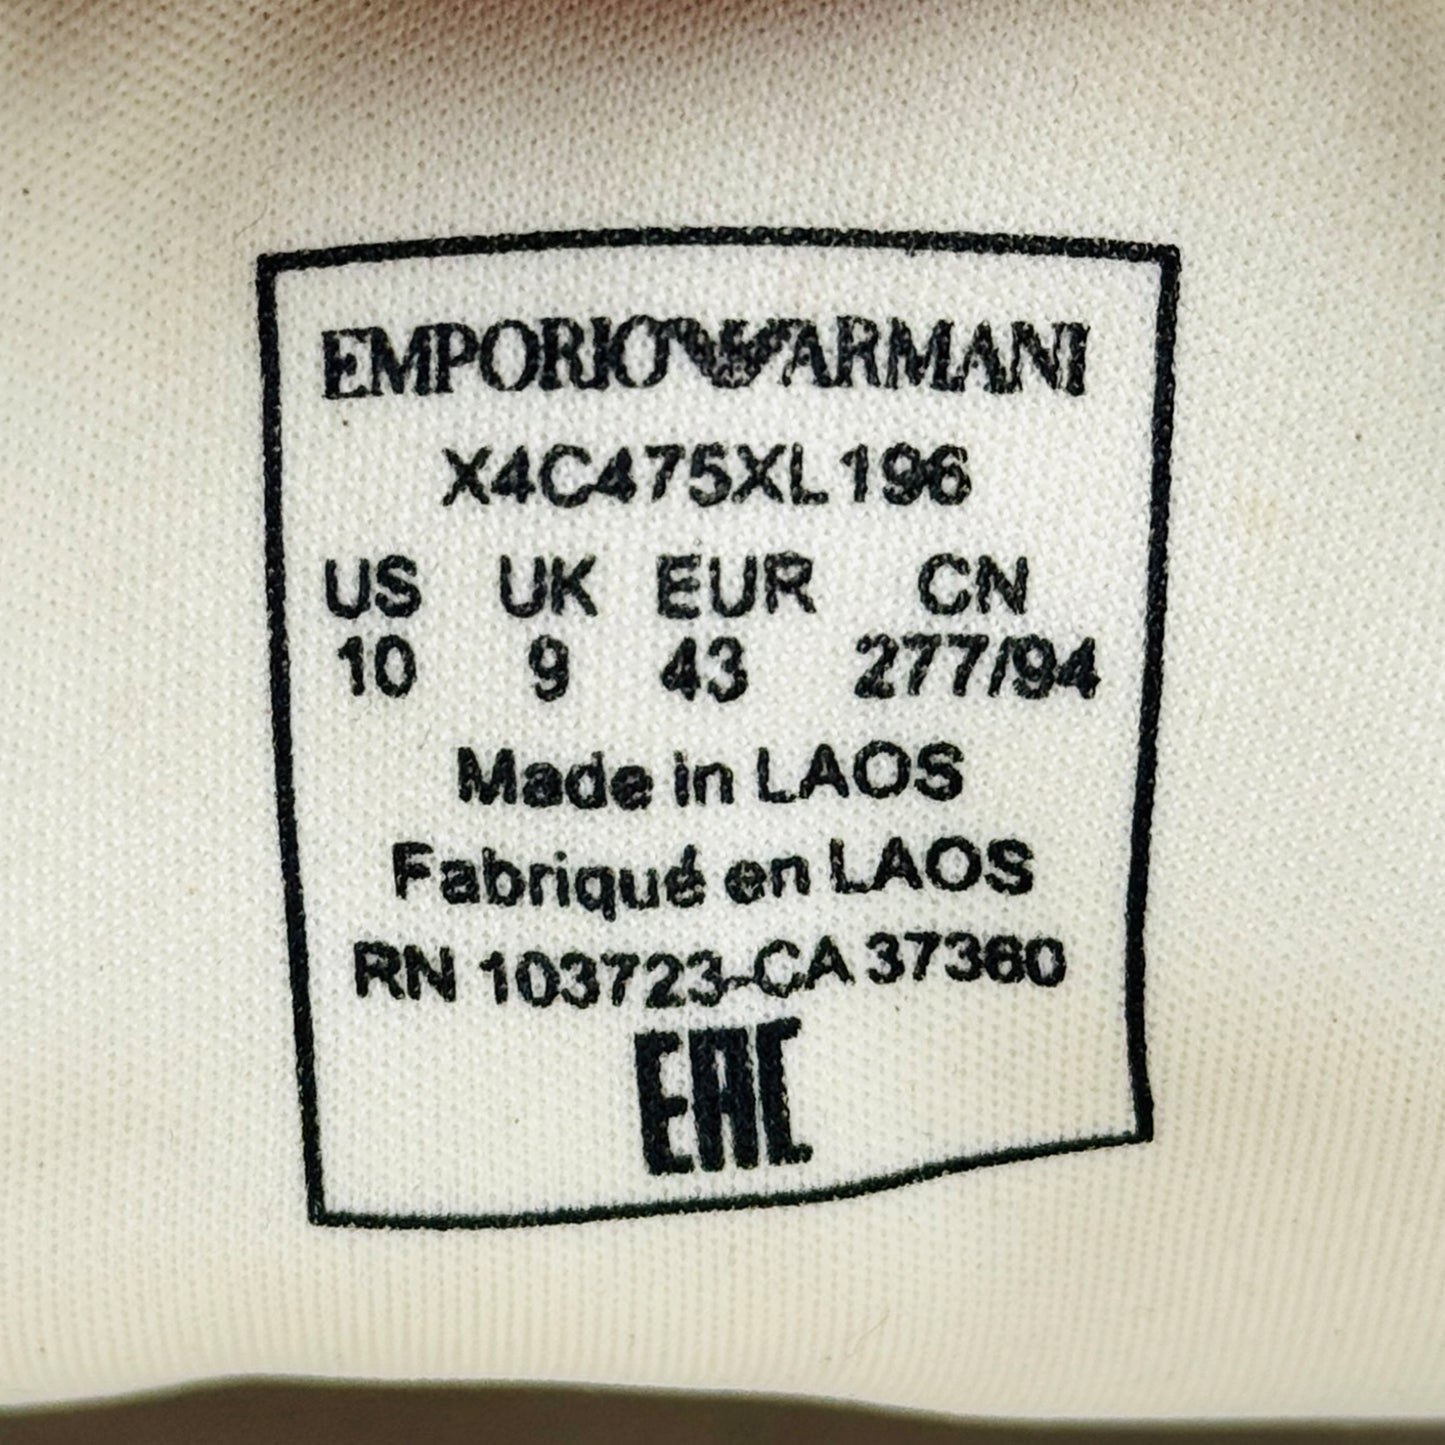 EMPORIO ARMANI
X4C475XL196
US UK EUR CN
10 9 43 277/94
Made in LAOS
Fabriqué en LAOS
RN 103723-CA 37360
EAC